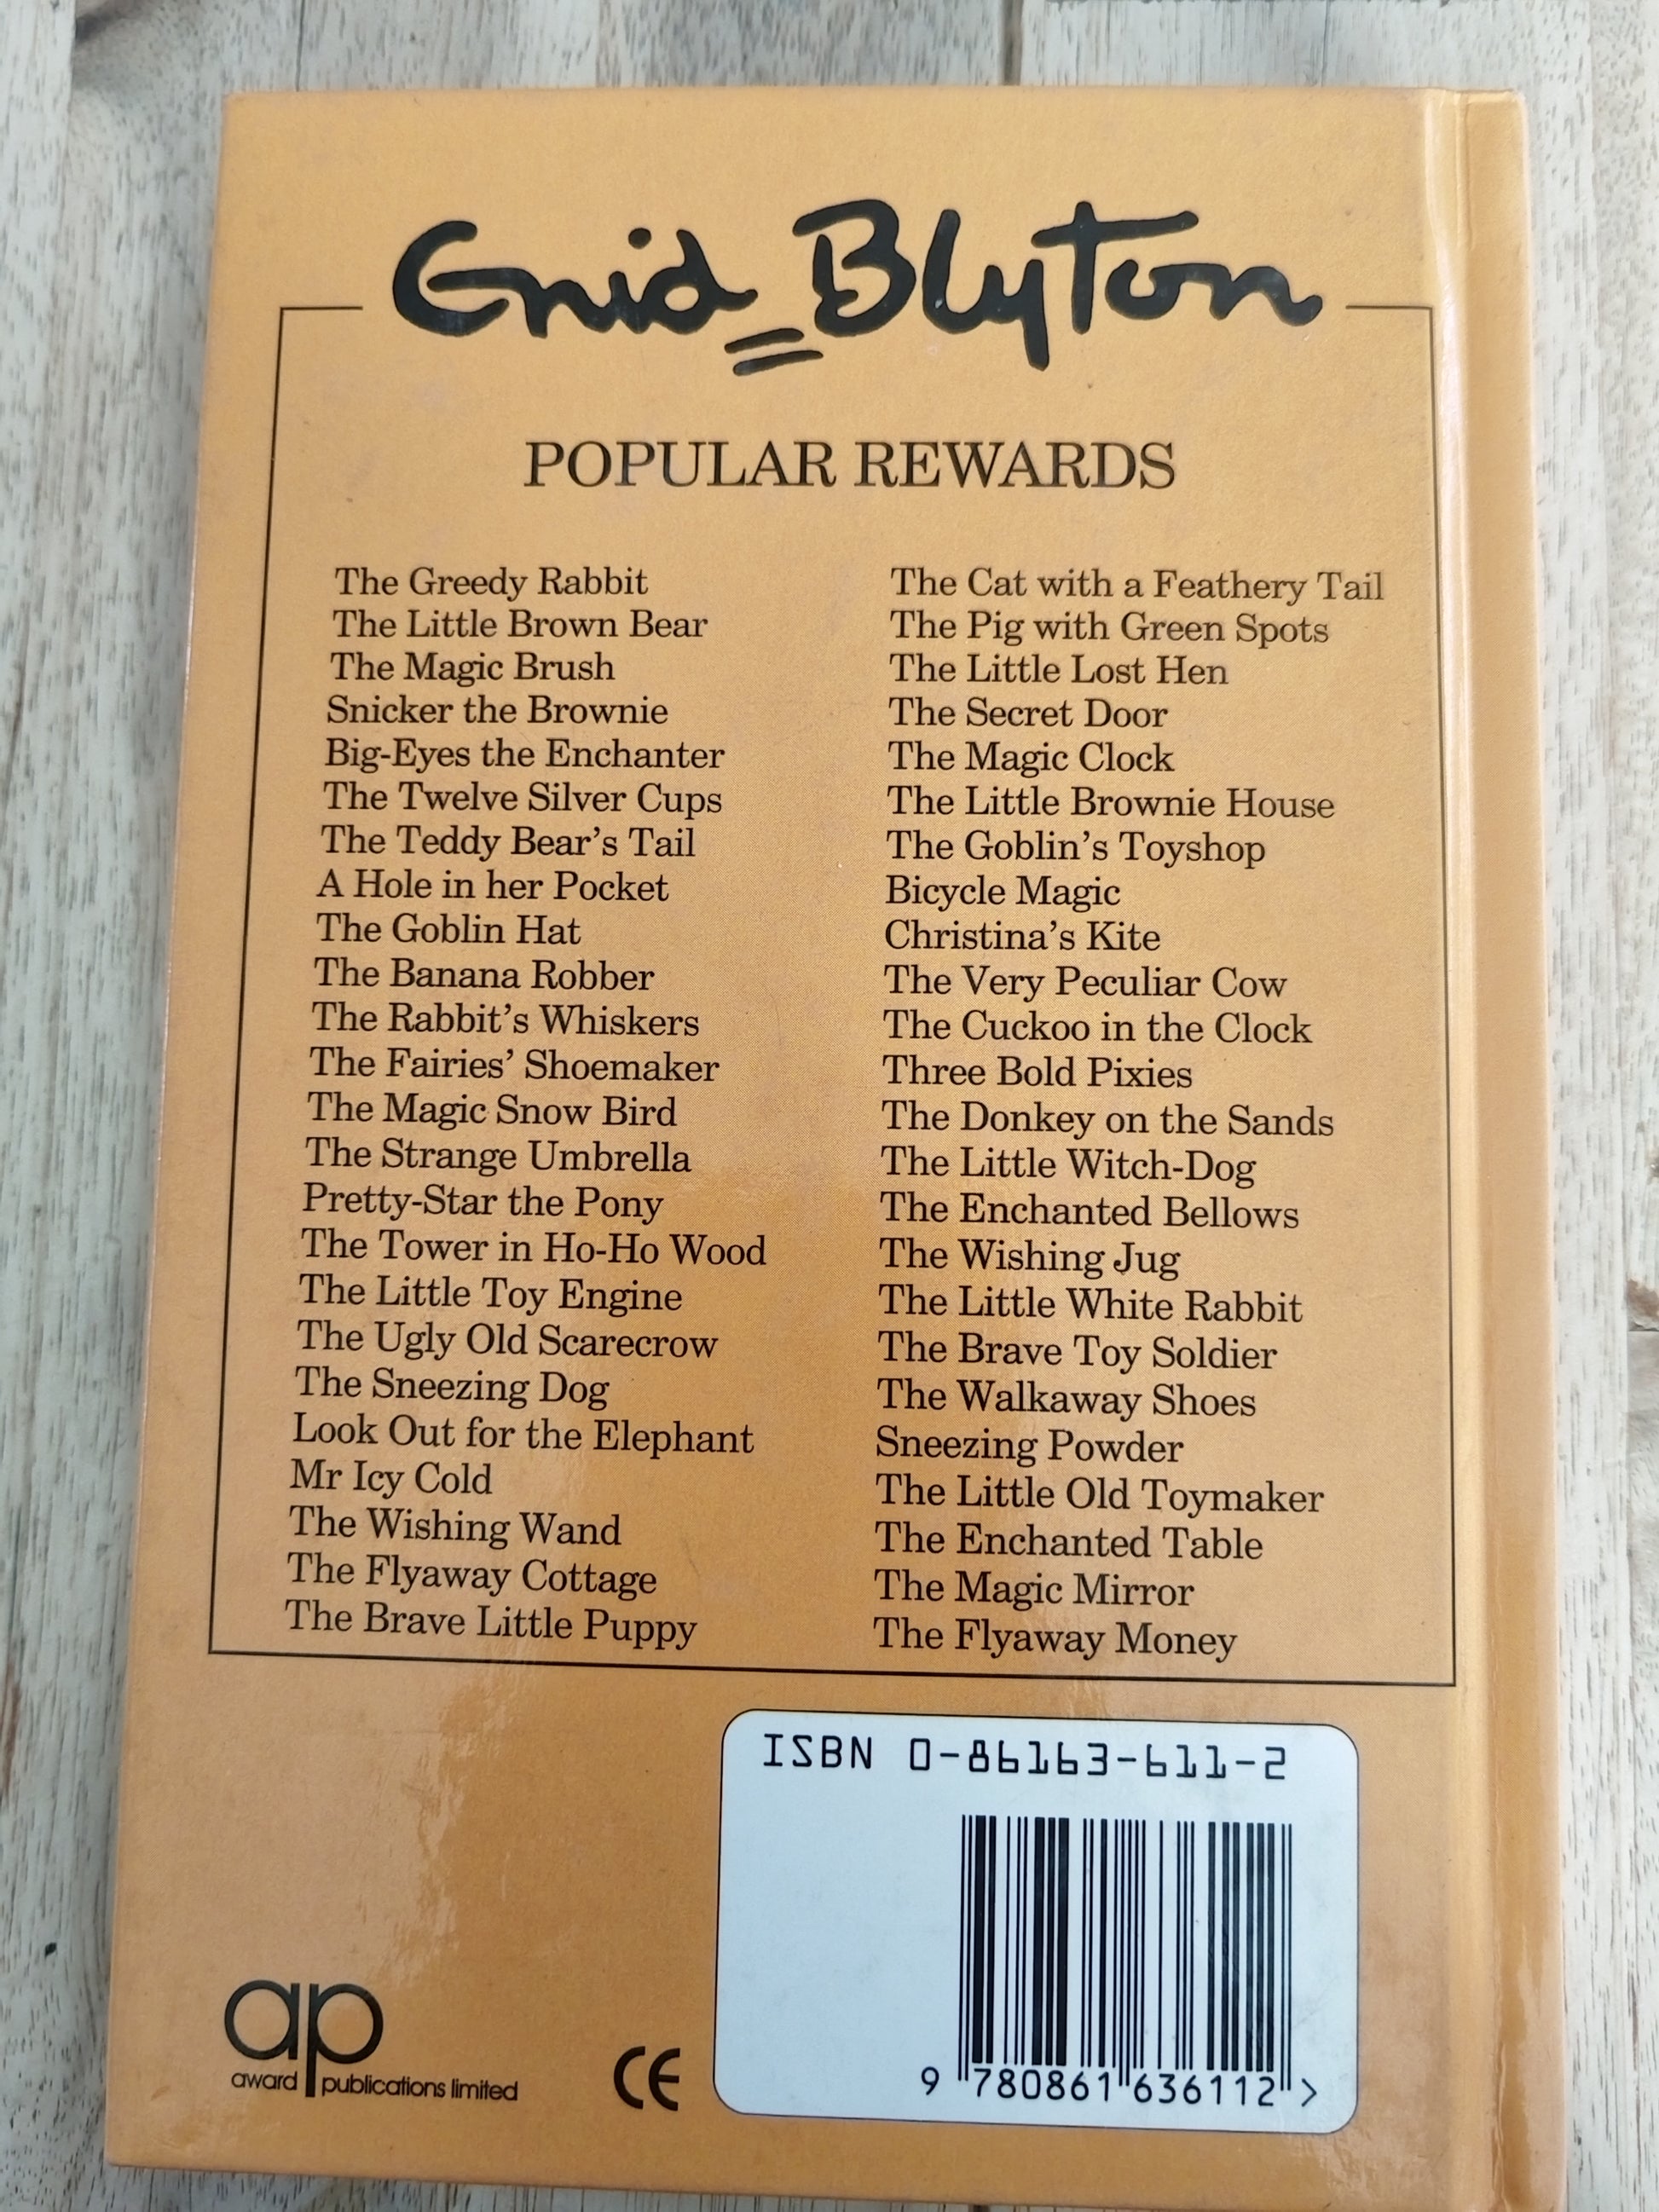 Enid Blyton
POPULAR REWARDS
The Greedy Rabbit
The Little Brown Bear
The Magic Brush
Snicker the Brownie
Big-Eyes the Enchanter
The Twelve Silver Cups
The Teddy Bear's Tail
A Hole in her Pocket
The Goblin Hat
The Banana Robber
The Rabbit's Whiskers
The Fairies' Shoemaker
The Magic Snow Bird
The Strange Umbrella
Pretty-Star the Pony
The Tower in Ho-Ho Wood
The Little Toy Engine
The Ugly Old Scarecrow
The Sneezing Dog
Look Out for the Elephant
Mr Icy Cold
The Wishing Wand
The Flyaway Cottage
The Brave Little Puppy
The Cat with a Feathery Tail
The Pig with Green Spots
The Little Lost Hen
The Secret Door
The Magic Clock
The Little Brownie House
The Goblin's Toyshop
Bicycle Magic
Christina's Kite
The Very Peculiar Cow
The Cuckoo in the Clock
Three Bold Pixies
The Donkey on the Sands
The Little Witch-Dog
The Enchanted Bellows
The Wishing Jug
The Little White Rabbit
The Brave Toy Soldier
The Walkaway Shoes
Sneezing Powder
The Little Old Toymaker
The Enchanted Table
The Magic Mirror
The Flyaway Money
ISBN 0-86163-611-2
9 780861 636112 >
ap
award publications limited
CE